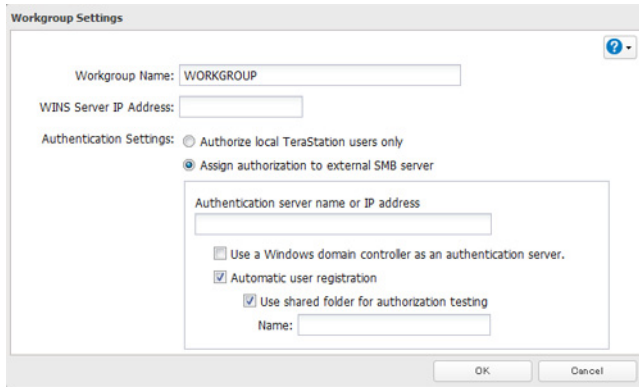 Workgroup Settings
?
Workgroup Name: WORKGROUP
WINS Server IP Address:
Authentication Settings: Authorize local TeraStation users only
Assign authorization to external SMB server
Authentication server name or IP address
Use a Windows domain controller as an authentication server.
Automatic user registration
Use shared folder for authorization testing
Name:
OK Cancel